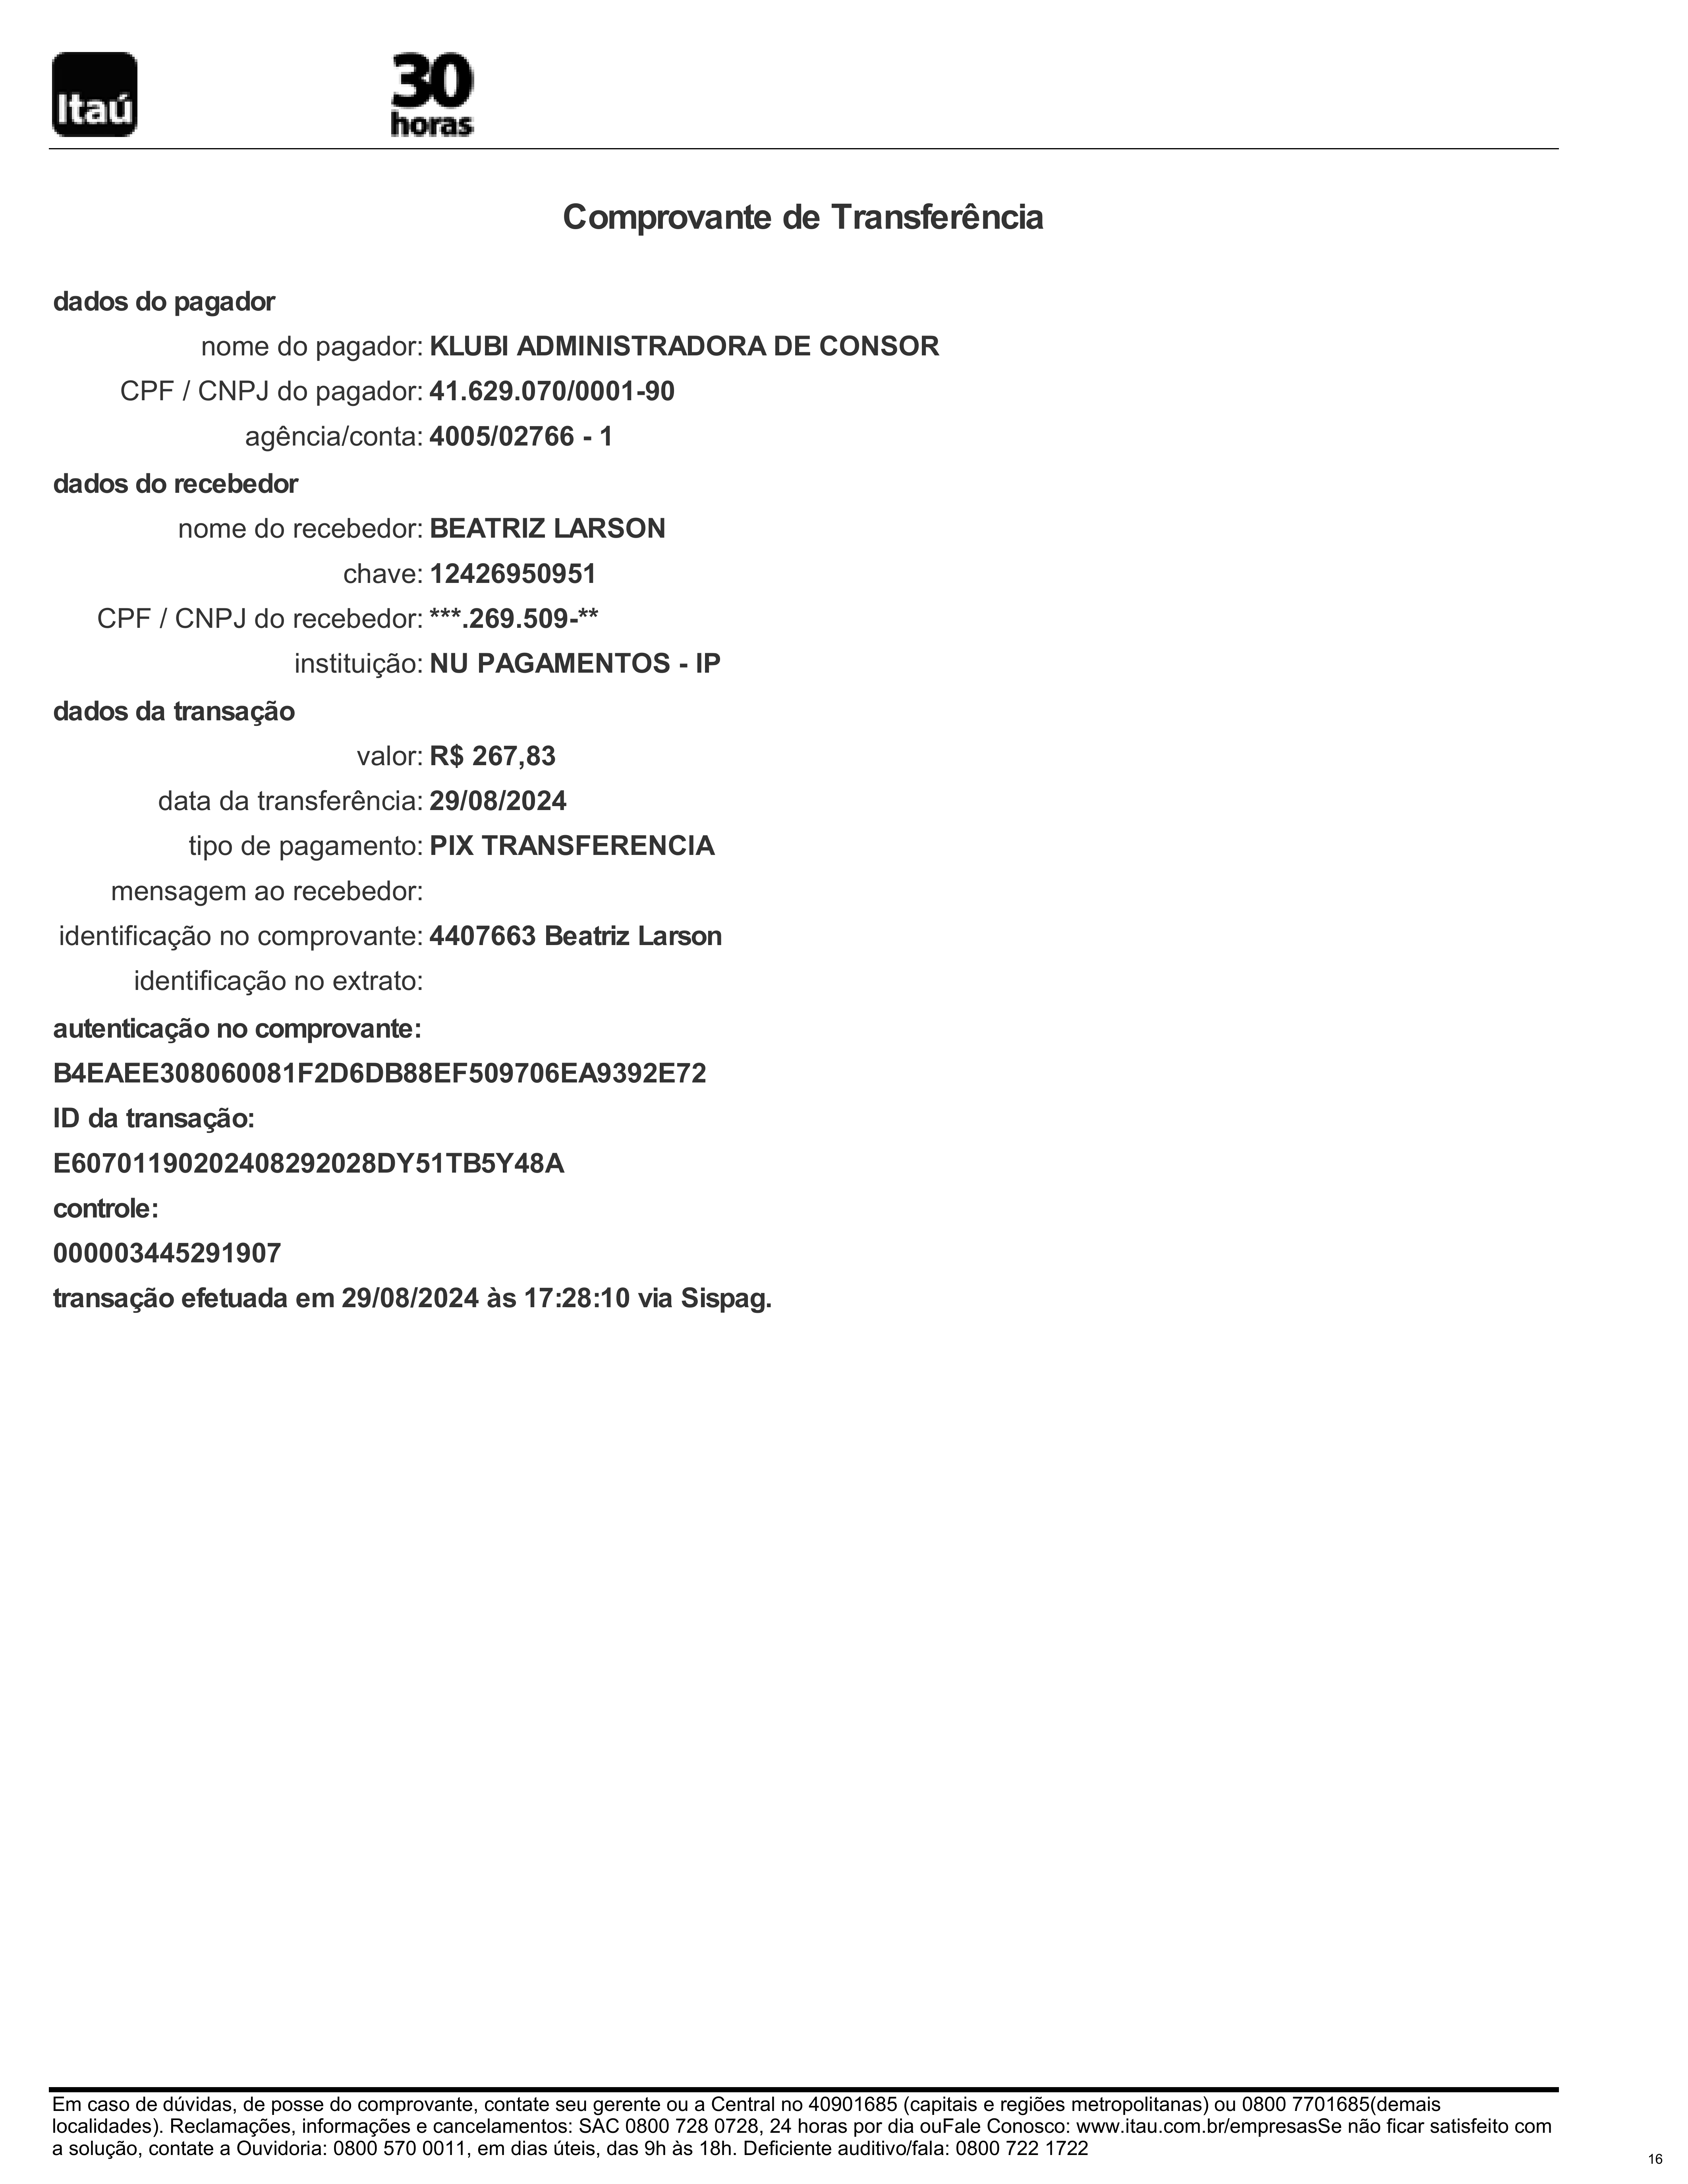 Itaú
30
horas
Comprovante de Transferência
dados do pagador
nome do pagador: KLUBI ADMINISTRADORA DE CONSOR
CPF / CNPJ do pagador: 41.629.070/0001-90
agência/conta: 4005/02766 - 1
dados do recebedor
nome do recebedor: BEATRIZ LARSON
chave: 12426950951
CPF / CNPJ do recebedor: ***.269.509-**
instituição: NU PAGAMENTOS - IP
dados da transação
valor: R$ 267,83
data da transferência: 29/08/2024
tipo de pagamento: PIX TRANSFERENCIA
mensagem ao recebedor:
identificação no comprovante: 4407663 Beatriz Larson
identificação no extrato:
autenticação no comprovante:
B4EAEE308060081F2D6DB88EF509706EA9392E72
ID da transação:
E60701190202408292028DY51TB5Y48A
controle:
000003445291907
transação efetuada em 29/08/2024 às 17:28:10 via Sispag.
Em caso de dúvidas, de posse do comprovante, contate seu gerente ou a Central no 40901685 (capitais e regiões metropolitanas) ou 0800 7701685(demais
localidades). Reclamações, informações e cancelamentos: SAC 0800 728 0728, 24 horas por dia ouFale Conosco: www.itau.com.br/empresasSe não ficar satisfeito com
a solução, contate a Ouvidoria: 0800 570 0011, em dias úteis, das 9h às 18h. Deficiente auditivo/fala: 0800 722 1722
16